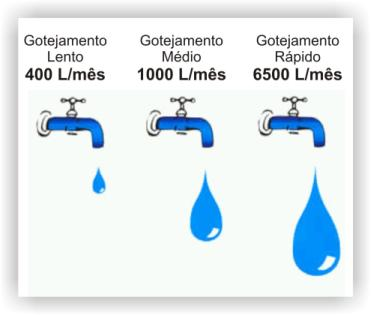 Gotejamento Lento
400 L/mês
Gotejamento Médio
1000 L/mês
Gotejamento Rápido
6500 L/mês